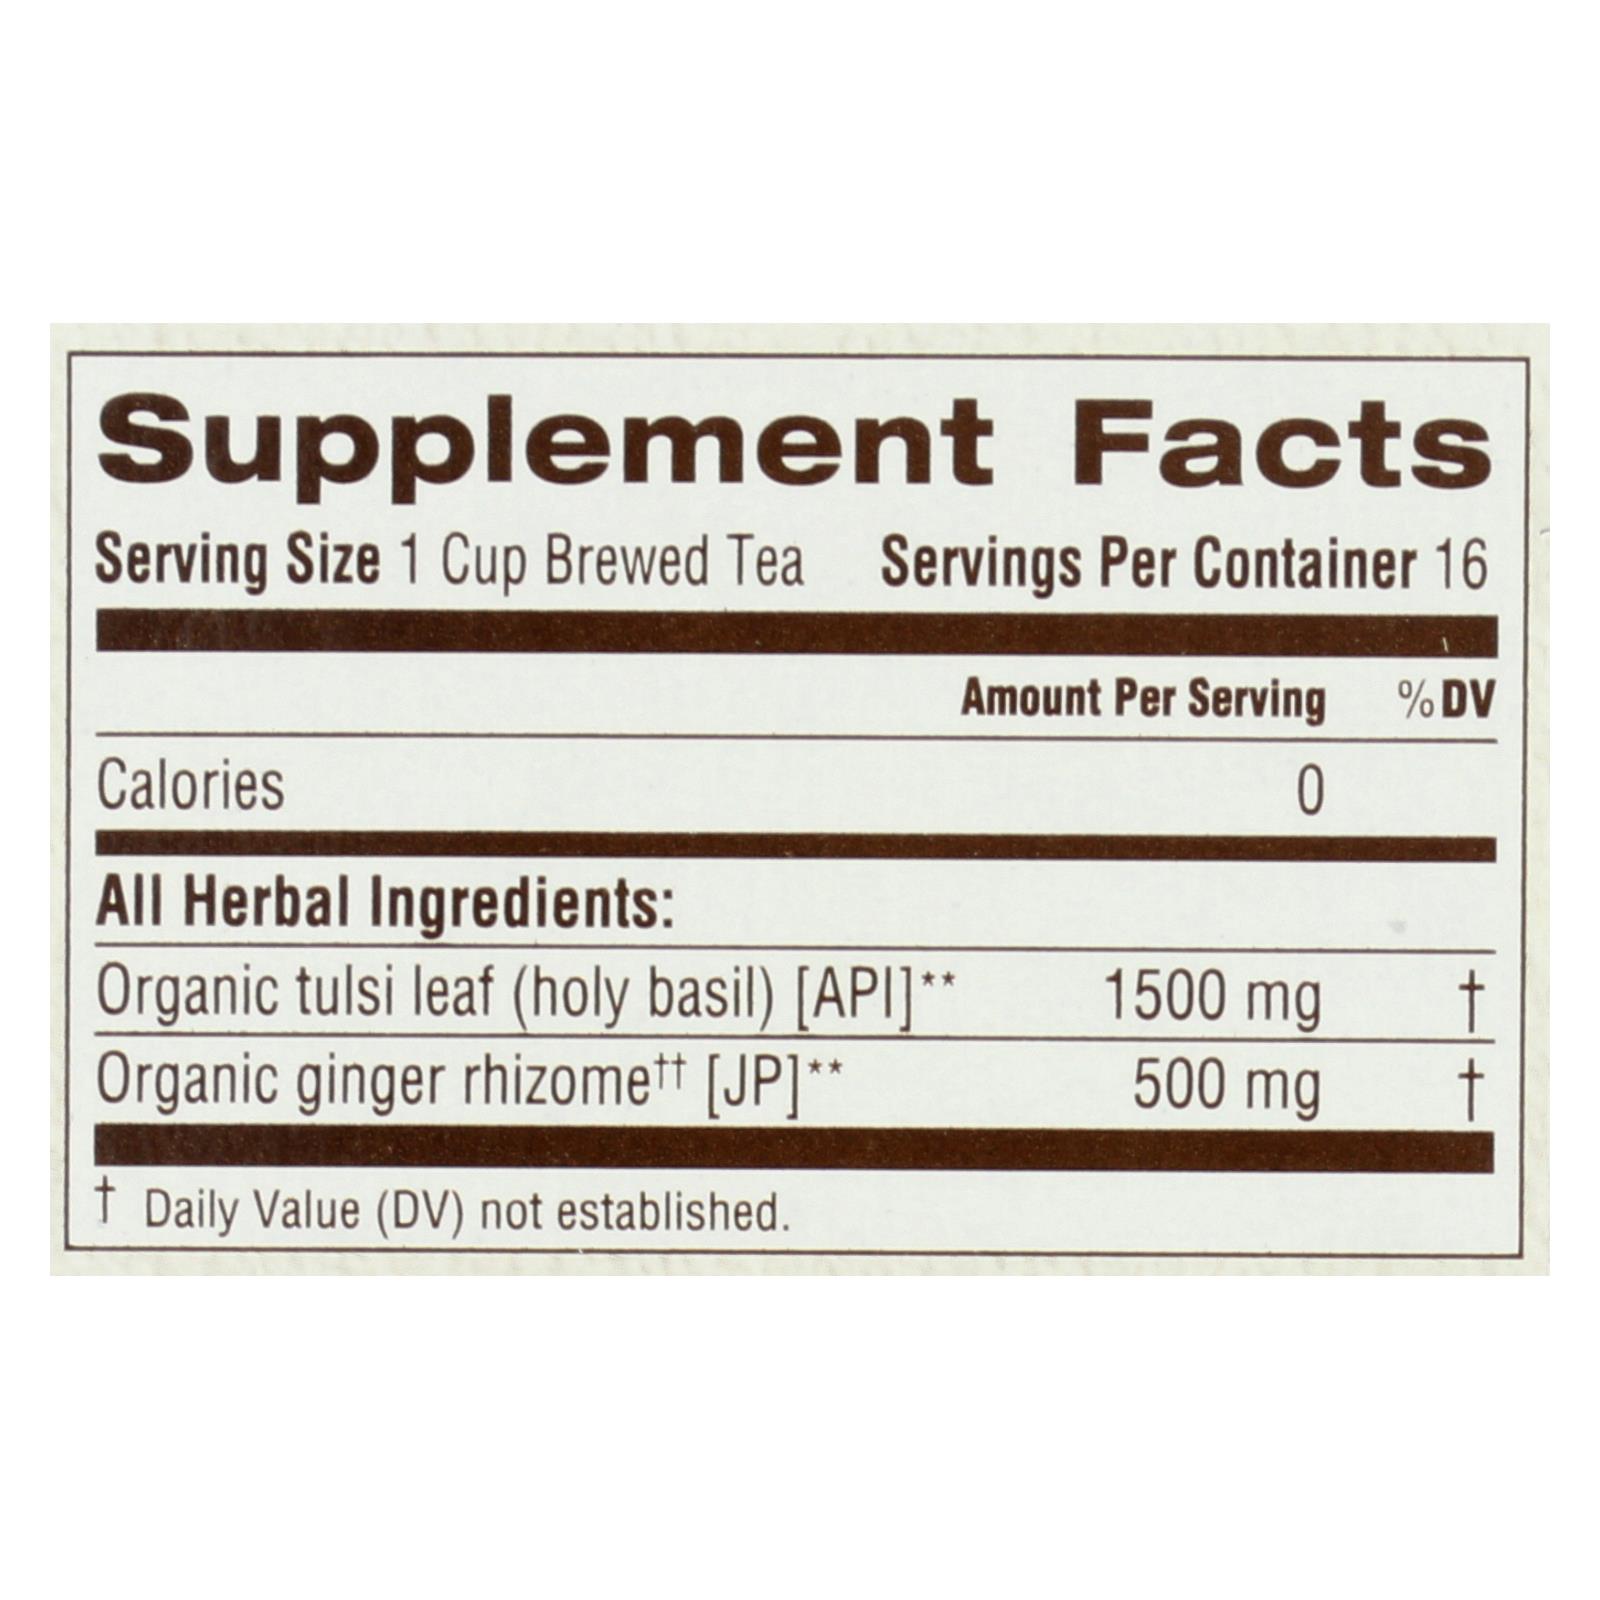 Supplement Facts
Serving Size 1 Cup Brewed Tea Servings Per Container 16
Amount Per Serving % DV
Calories 0
All Herbal Ingredients:
Organic tulsi leaf (holy basil) [API]** 1500 mg †
Organic ginger rhizome†† [JP]** 500 mg †
† Daily Value (DV) not established.